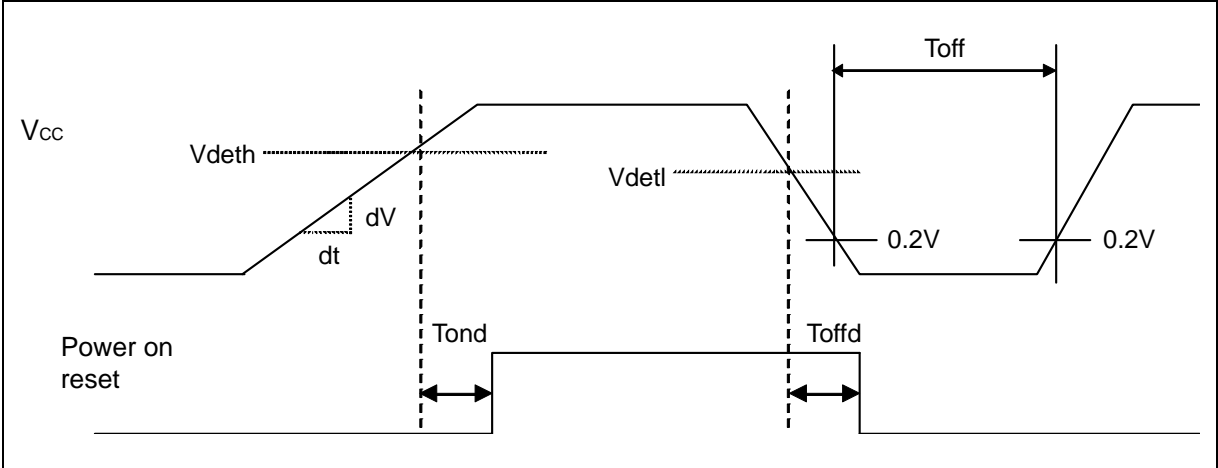 Toff
Vcc
Vdeth
Vdetl
dV
dt
0.2V
0.2V
Tond
Toffd
Power on
reset